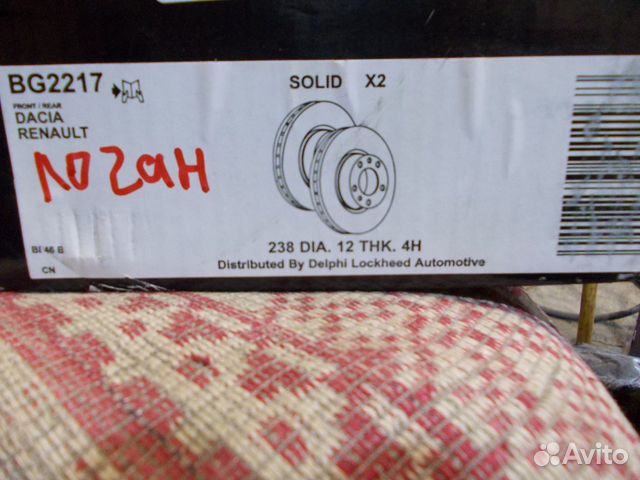 BG2217
SOLID X2
FRONT / REAR
DACIA
RENAULT
ЛОГАН
238 DIA. 12 THK. 4H
Distributed By Delphi Lockheed Automotive
CN
Avito